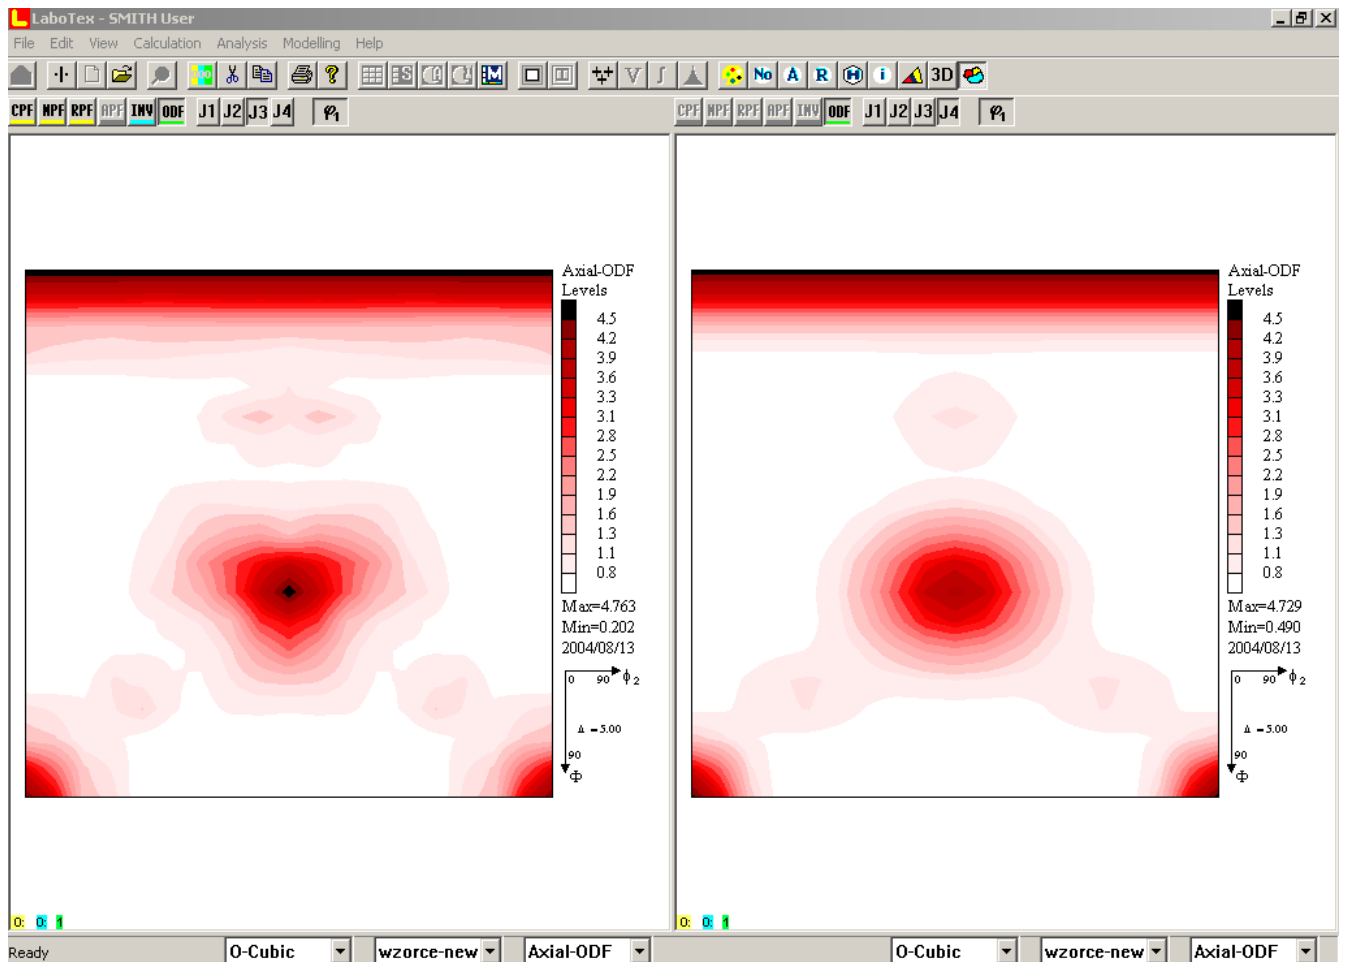 LaboTex - SMITH User
File Edit View Calculation Analysis Modelling Help
No A R H i 3D
CPF NPF RPF APF INV ODF J1 J2 J3 J4 φ1
CPF NPF RPF APF INV ODF J1 J2 J3 J4 φ1
Axial-ODF
Levels
4.5
4.2
3.9
3.6
3.3
3.1
2.8
2.5
2.2
1.9
1.6
1.3
1.1
0.8
Max=4.763
Min=0.202
2004/08/13
0 90 ϕ2
Δ =5.00
90
Φ
Axial-ODF
Levels
4.5
4.2
3.9
3.6
3.3
3.1
2.8
2.5
2.2
1.9
1.6
1.3
1.1
0.8
Max=4.729
Min=0.490
2004/08/13
0 90 ϕ2
Δ =5.00
90
Φ
0: 0: 1
0: 0: 1
Ready O-Cubic wzorce-new Axial-ODF O-Cubic wzorce-new Axial-ODF